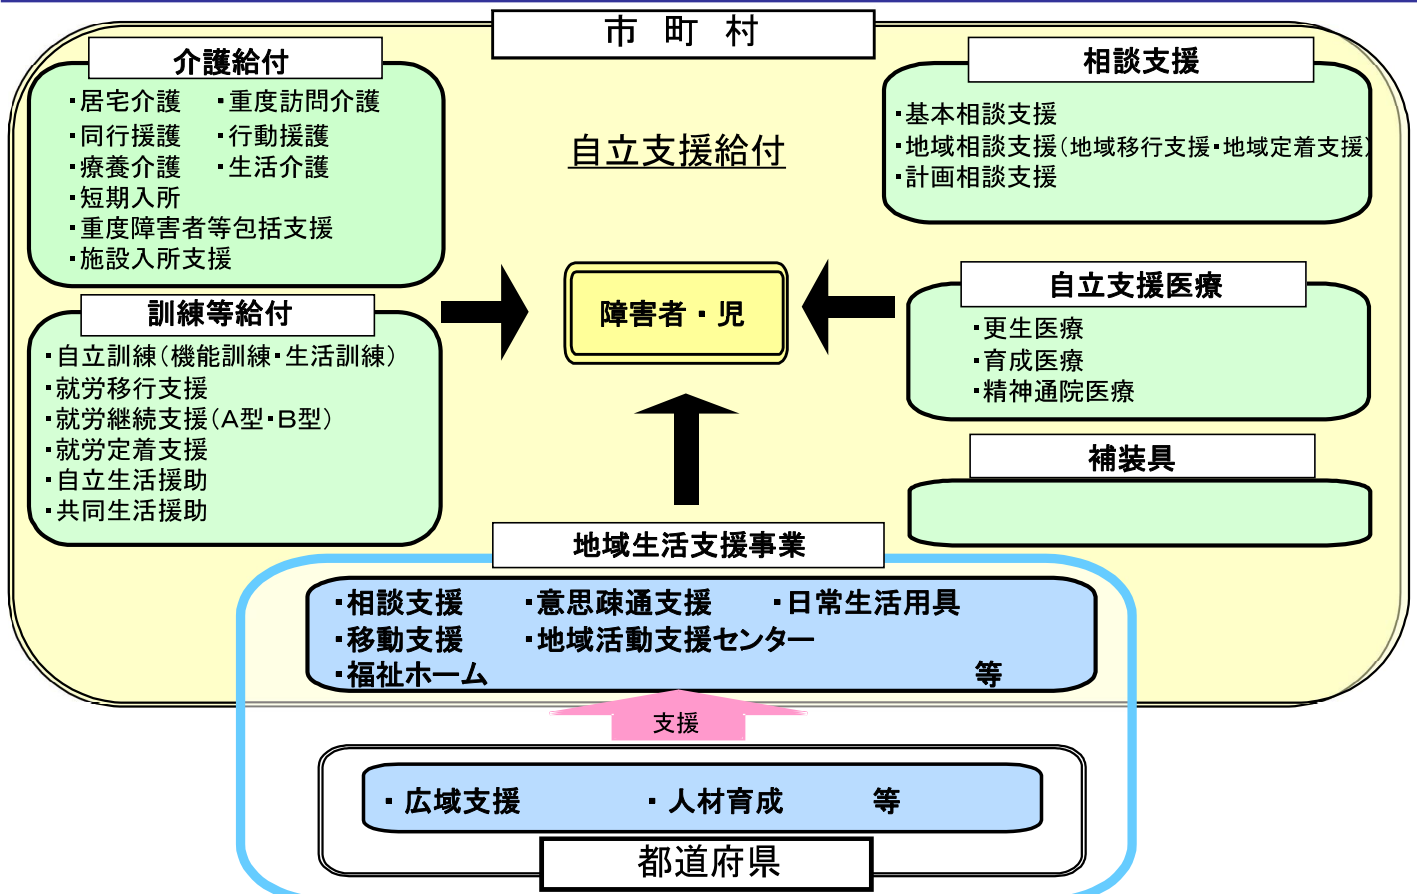 市 町 村
介護給付
・居宅介護 ・重度訪問介護
・同行援護 ・行動援護
・療養介護 ・生活介護
・短期入所
・重度障害者等包括支援
・施設入所支援
自立支援給付
相談支援
・基本相談支援
・地域相談支援(地域移行支援・地域定着支援)
・計画相談支援
訓練等給付
・自立訓練(機能訓練・生活訓練)
・就労移行支援
・就労継続支援(A型・B型)
・就労定着支援
・自立生活援助
・共同生活援助
障害者・児
自立支援医療
・更生医療
・育成医療
・精神通院医療
補装具
地域生活支援事業
・相談支援 ・意思疎通支援 ・日常生活用具
・移動支援 ・地域活動支援センター
・福祉ホーム 等
支援
・広域支援 ・人材育成 等
都道府県